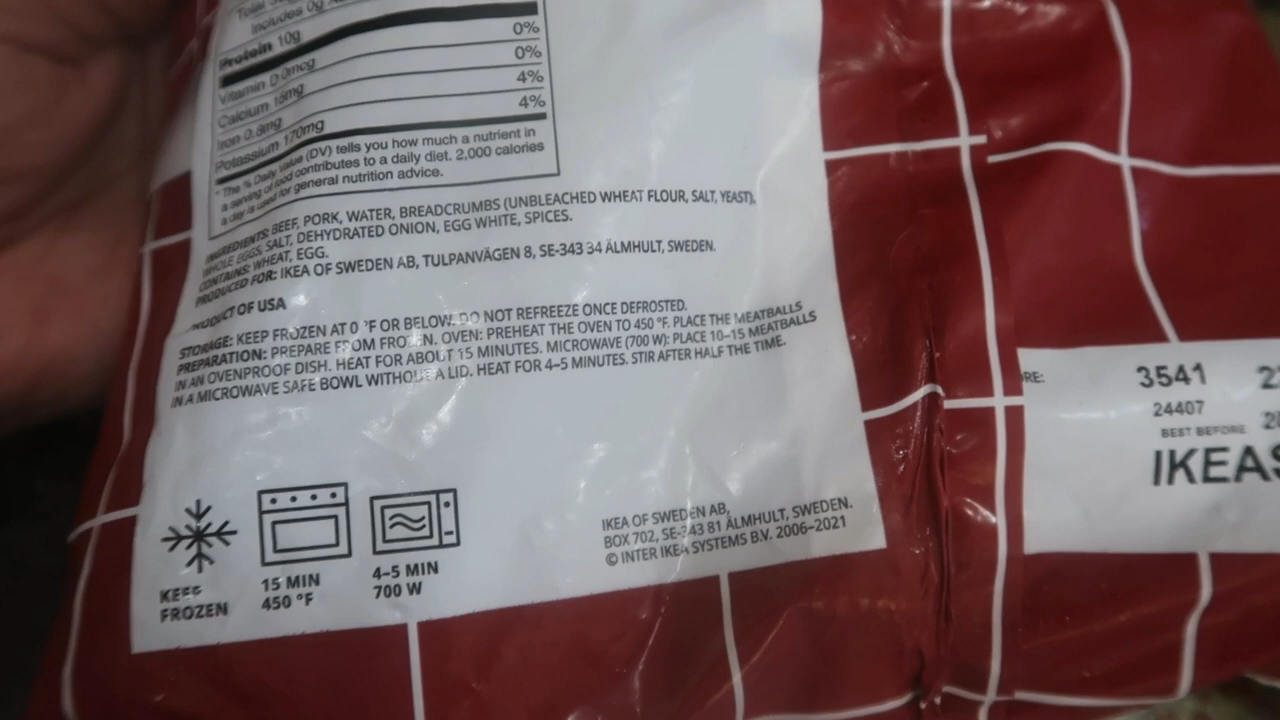 Total
Includes 0g
Protein 10g
0%
Vitamin D 0mcg
0%
Calcium 15mg
4%
Iron 0.8mg
4%
Potassium 170mg
* The % Daily Value (DV) tells you how much a nutrient in
a serving of food contributes to a daily diet. 2,000 calories
a day is used for general nutrition advice.
INGREDIENTS: BEEF, PORK, WATER, BREADCRUMBS (UNBLEACHED WHEAT FLOUR, SALT, YEAST),
WHOLE EGGS, SALT, DEHYDRATED ONION, EGG WHITE, SPICES.
CONTAINS: WHEAT, EGG.
PRODUCED FOR: IKEA OF SWEDEN AB, TULPANVÄGEN 8, SE-343 34 ÄLMHULT, SWEDEN.
PRODUCT OF USA
STORAGE: KEEP FROZEN AT 0 °F OR BELOW. DO NOT REFREEZE ONCE DEFROSTED.
PREPARATION: PREPARE FROM FROZEN. OVEN: PREHEAT THE OVEN TO 450 °F. PLACE THE MEATBALLS
IN AN OVENPROOF DISH. HEAT FOR ABOUT 15 MINUTES. MICROWAVE (700 W): PLACE 10–15 MEATBALLS
IN A MICROWAVE SAFE BOWL WITHOUT A LID. HEAT FOR 4–5 MINUTES. STIR AFTER HALF THE TIME.
KEEP
FROZEN
15 MIN
450 °F
4–5 MIN
700 W
IKEA OF SWEDEN AB,
BOX 702, SE-343 81 ÄLMHULT, SWEDEN.
© INTER IKEA SYSTEMS B.V. 2006–2021
RE: 3541
24407
BEST BEFORE
IKEAS